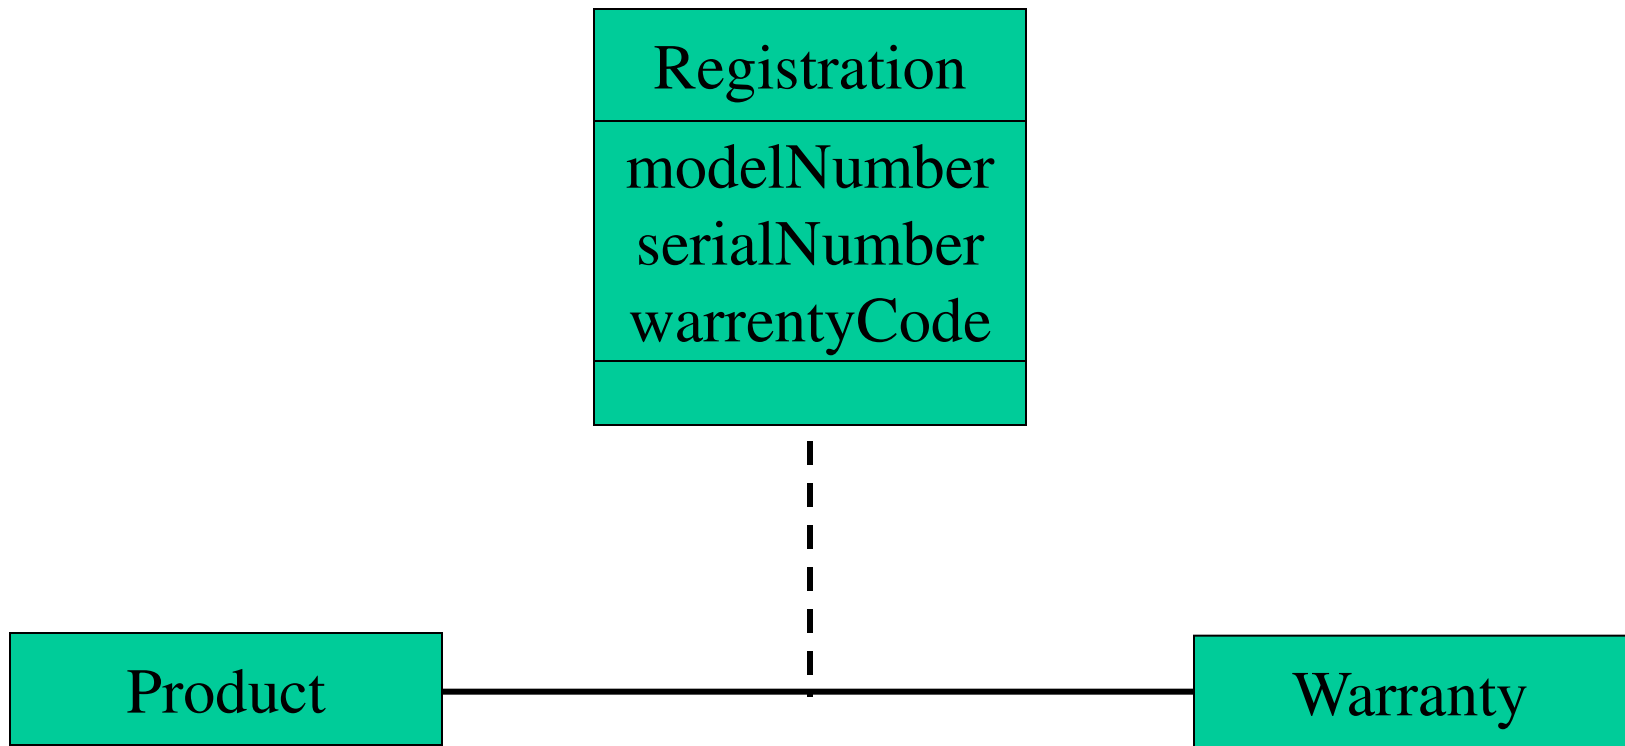 Registration
modelNumber
serialNumber
warrentyCode
Product
Warranty